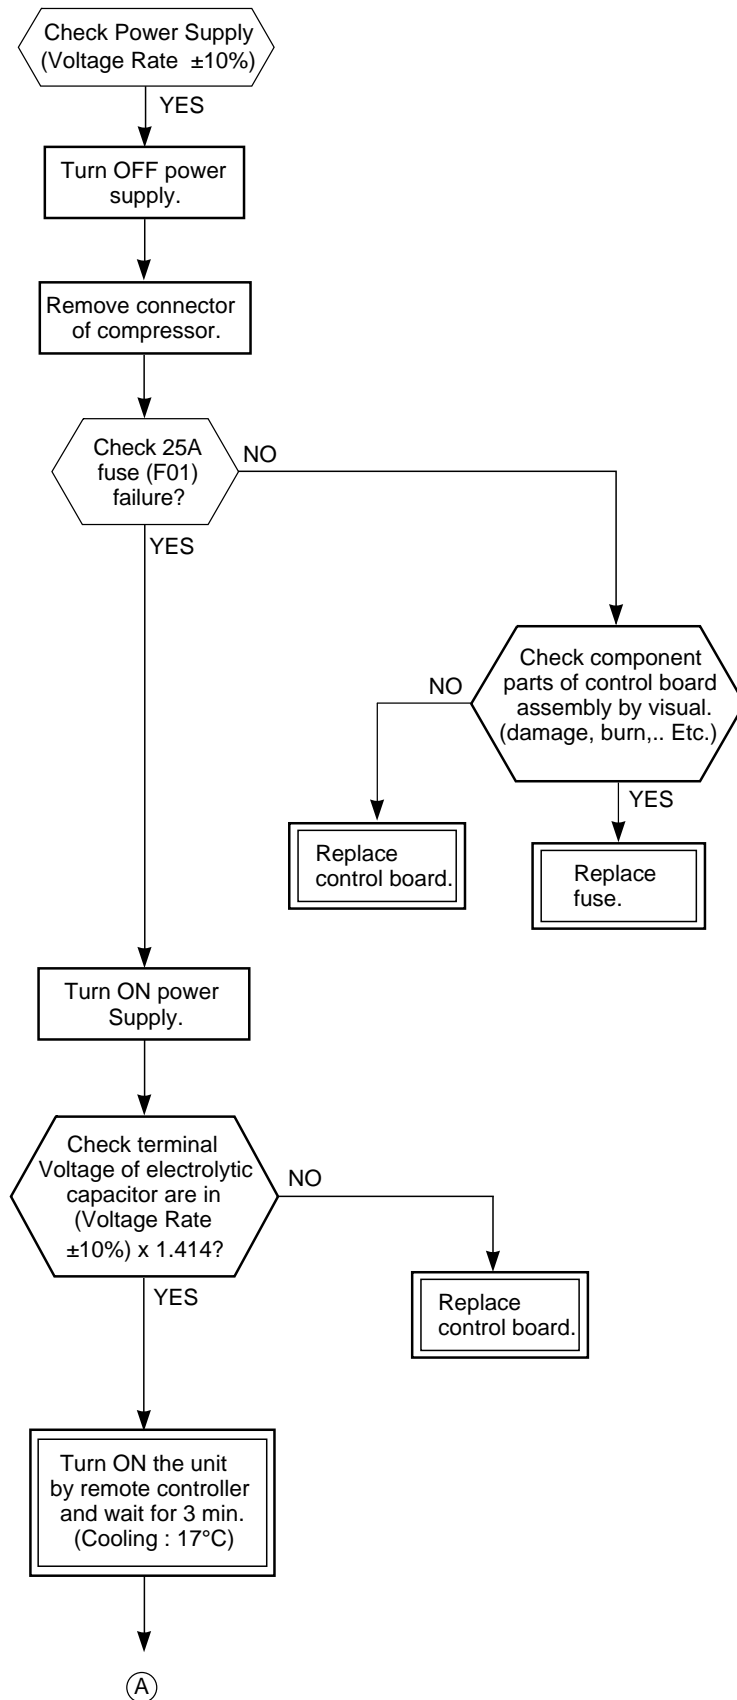 Check Power Supply
(Voltage Rate ±10%)
YES
Turn OFF power
supply.
Remove connector
of compressor.
Check 25A
fuse (F01)
failure?
NO
YES
Check component
parts of control board
assembly by visual.
(damage, burn,.. Etc.)
NO
YES
Replace
control board.
Replace
fuse.
Turn ON power
Supply.
Check terminal
Voltage of electrolytic
capacitor are in
(Voltage Rate
±10%) x 1.414?
NO
YES
Replace
control board.
Turn ON the unit
by remote controller
and wait for 3 min.
(Cooling : 17°C)
A